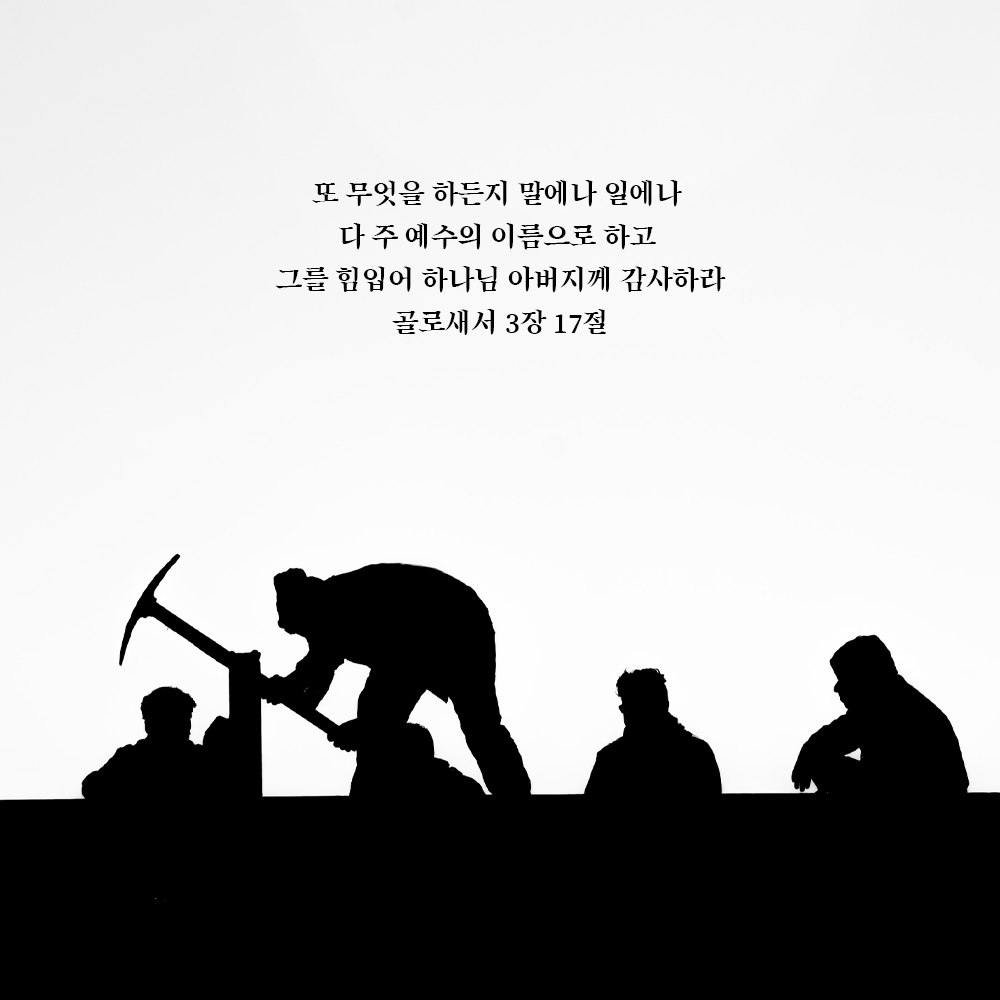 또 무엇을 하든지 말에나 일에나
다 주 예수의 이름으로 하고
그를 힘입어 하나님 아버지께 감사하라
골로새서 3장 17절